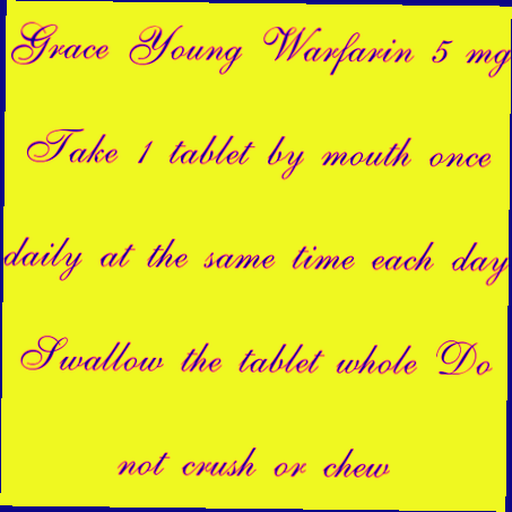 Grace Young Warfarin 5 mg
Take 1 tablet by mouth once
daily at the same time each day
Swallow the tablet whole Do
not crush or chew